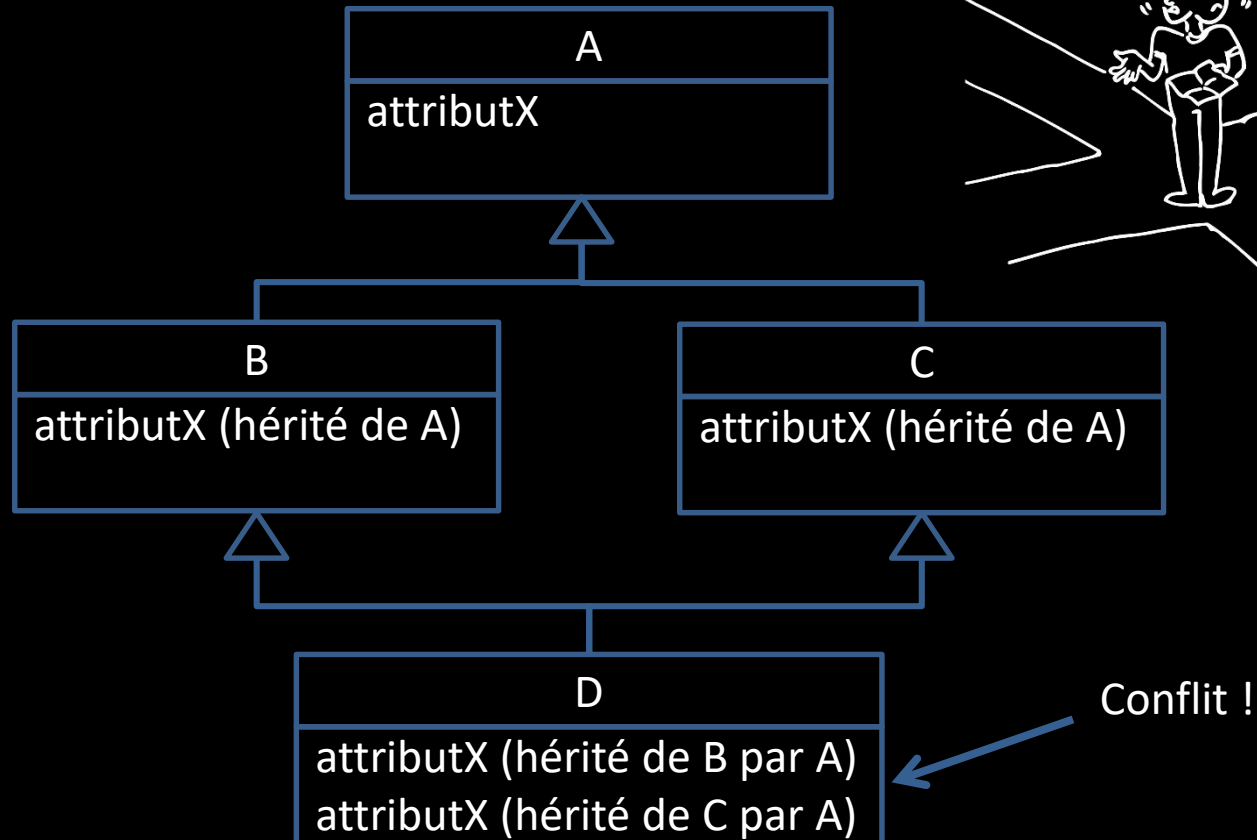 A
attributX
B
attributX (hérité de A)
C
attributX (hérité de A)
D
attributX (hérité de B par A)
attributX (hérité de C par A)
Conflit !